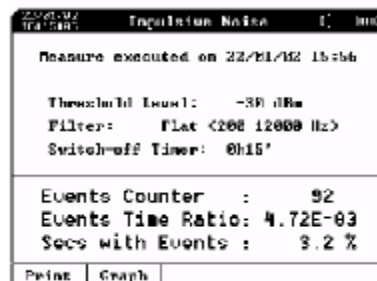 Impulsive Noise
Measure executed on 22/01/02 15:56
Threshold Level: -30 dBm
Filter: Flat <200 12000 Hz>
Switch-off Timer: 0h15'
Events Counter : 92
Events Time Ratio: 4.72E-03
Secs with Events : 3.2 %
Print Graph